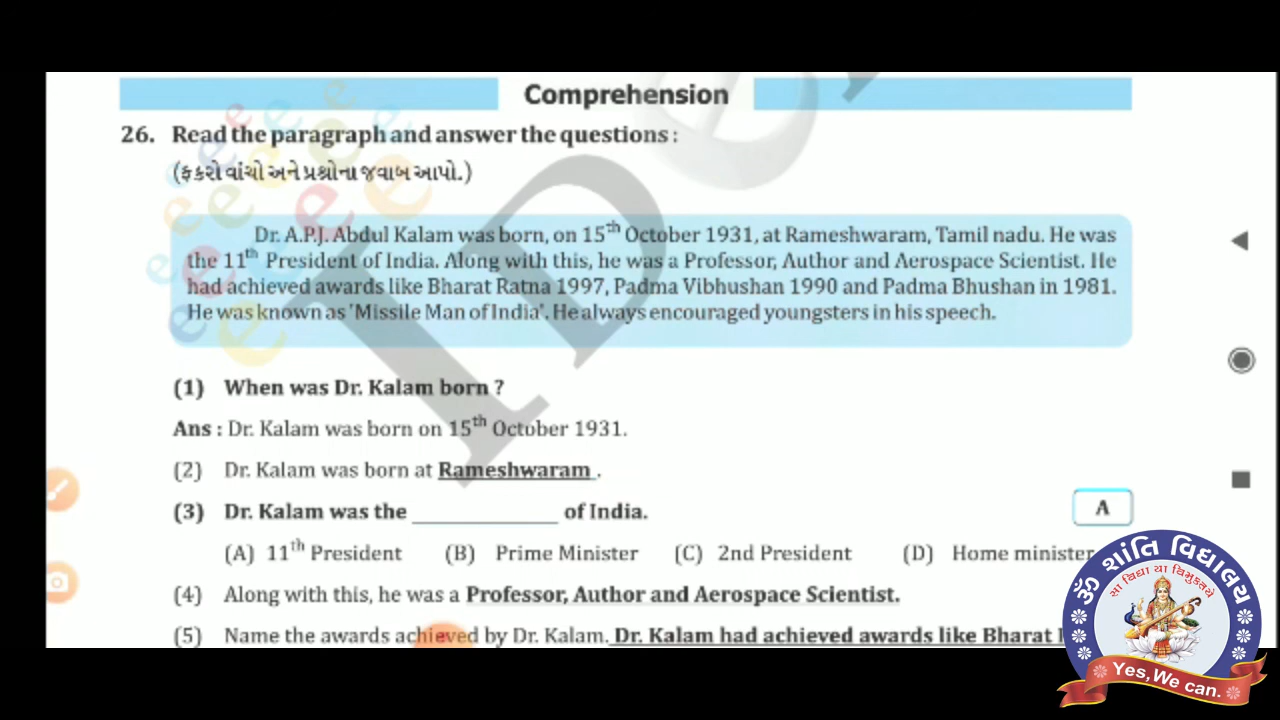 Comprehension
26. Read the paragraph and answer the questions :
(ફકરો વાંચો અને પ્રશ્નોના જવાબ આપો.)
Dr. A.P.J. Abdul Kalam was born, on 15th October 1931, at Rameshwaram, Tamil nadu. He was
the 11th President of India. Along with this, he was a Professor, Author and Aerospace Scientist. He
had achieved awards like Bharat Ratna 1997, Padma Vibhushan 1990 and Padma Bhushan in 1981.
He was known as 'Missile Man of India'. He always encouraged youngsters in his speech.
(1) When was Dr. Kalam born ?
Ans : Dr. Kalam was born on 15th October 1931.
(2) Dr. Kalam was born at Rameshwaram .
(3) Dr. Kalam was the ____________ of India. A
(A) 11th President (B) Prime Minister (C) 2nd President (D) Home minister
(4) Along with this, he was a Professor, Author and Aerospace Scientist.
(5) Name the awards achieved by Dr. Kalam. Dr. Kalam had achieved awards like Bharat
ૐ શાંતિ વિદ્યાલય
સા વિદ્યા યા વિમુક્તયે
Yes, We can.